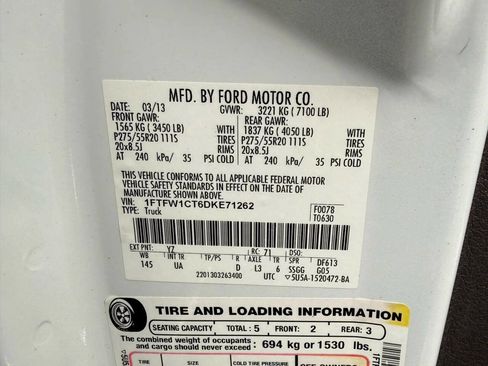 MFD. BY FORD MOTOR CO.
DATE: 03/13 GVWR: 3221 KG ( 7100 LB)
FRONT GAWR: REAR GAWR:
1565 KG ( 3450 LB) 1837 KG ( 4050 LB)
P275/55R20 111S TIRES P275/55R20 111S
20x8.5J RIMS 20x8.5J
AT 240 kPa/ 35 PSI COLD AT 240 kPa/ 35 PSI COLD
THIS VEHICLE CONFORMS TO ALL APPLICABLE FEDERAL MOTOR
VEHICLE SAFETY STANDARDS IN EFFECT ON THE DATE OF
MANUFACTURE SHOWN ABOVE.
VIN: 1FTFW1CT6DKE71262 F0078
TYPE: Truck T0630
EXT PNT: YZ RC: 71 DSO:
WB INT TP/PS R AXLE TR SPR DF613
145 UA D L3 6 SSGG G05
2201303263400 UTC 5U5A-1520472-BA
TIRE AND LOADING INFORMATION
SEATING CAPACITY TOTAL : 5 FRONT: 2 REAR: 3
The combined weight of occupants
and cargo should never exceed: 694 kg or 1530 lbs.
TIRE SIZE COLD TIRE PRESSURE